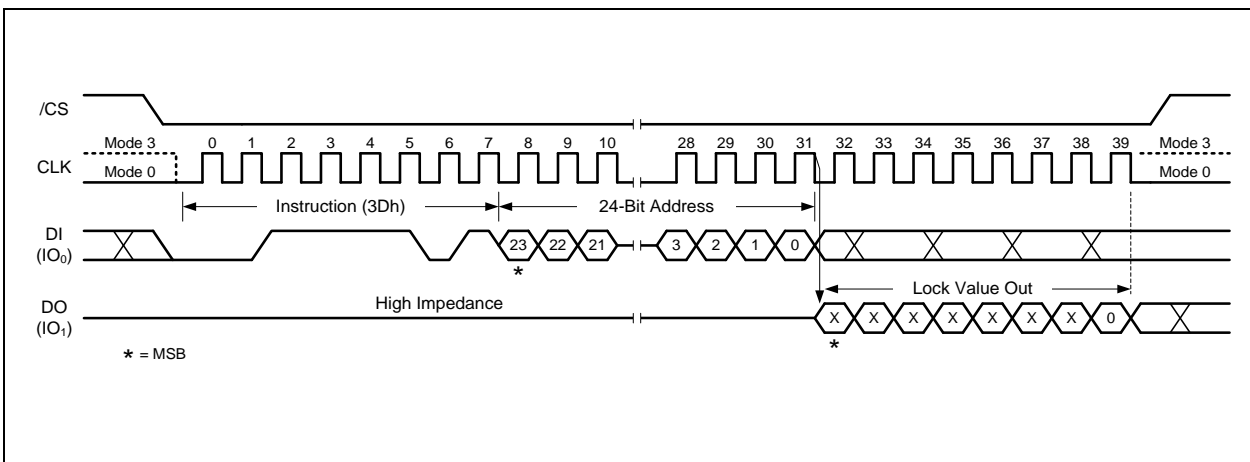 /CS
Mode 3 0 1 2 3 4 5 6 7 8 9 10 28 29 30 31 32 33 34 35 36 37 38 39 Mode 3
CLK
Mode 0 Mode 0
Instruction (3Dh) 24-Bit Address
DI
(IO₀)
23 22 21 3 2 1 0
*
Lock Value Out
High Impedance
DO
(IO₁)
X X X X X X X 0
*
* = MSB